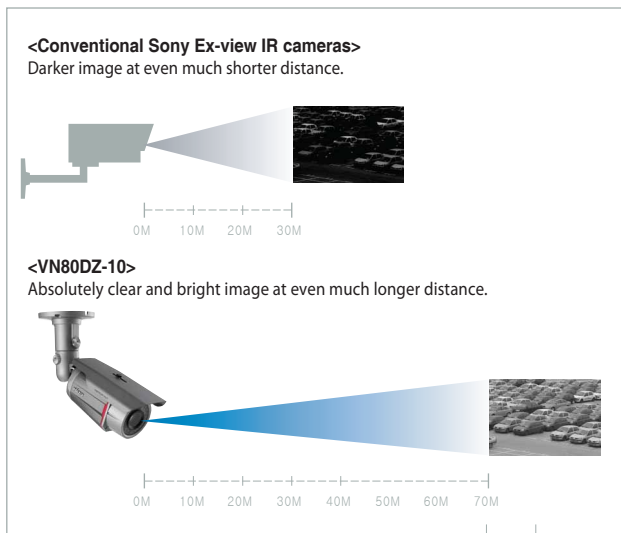 <Conventional Sony Ex-view IR cameras>
Darker image at even much shorter distance.
0M 10M 20M 30M
<VN80DZ-10>
Absolutely clear and bright image at even much longer distance.
0M 10M 20M 30M 40M 50M 60M 70M